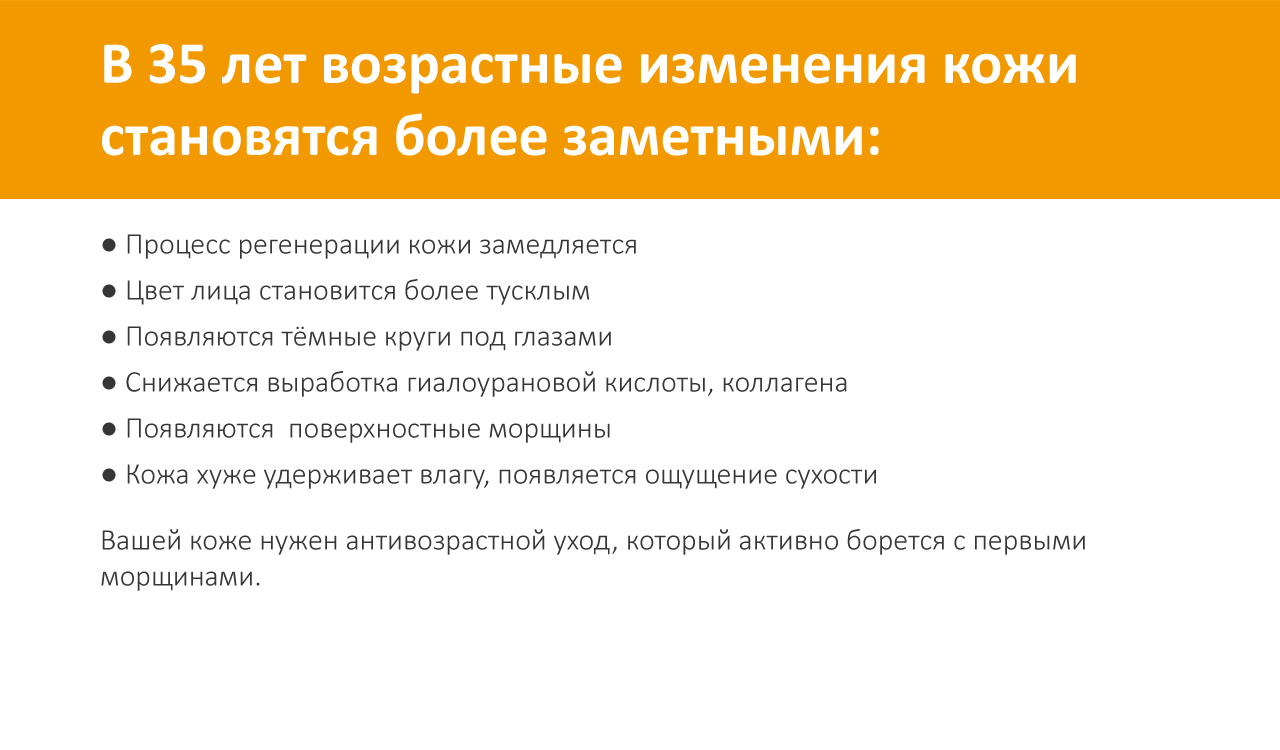 В 35 лет возрастные изменения кожи
становятся более заметными:
● Процесс регенерации кожи замедляется
● Цвет лица становится более тусклым
● Появляются тёмные круги под глазами
● Снижается выработка гиалоурановой кислоты, коллагена
● Появляются  поверхностные морщины
● Кожа хуже удерживает влагу, появляется ощущение сухости
Вашей коже нужен антивозрастной уход, который активно борется с первыми
морщинами.